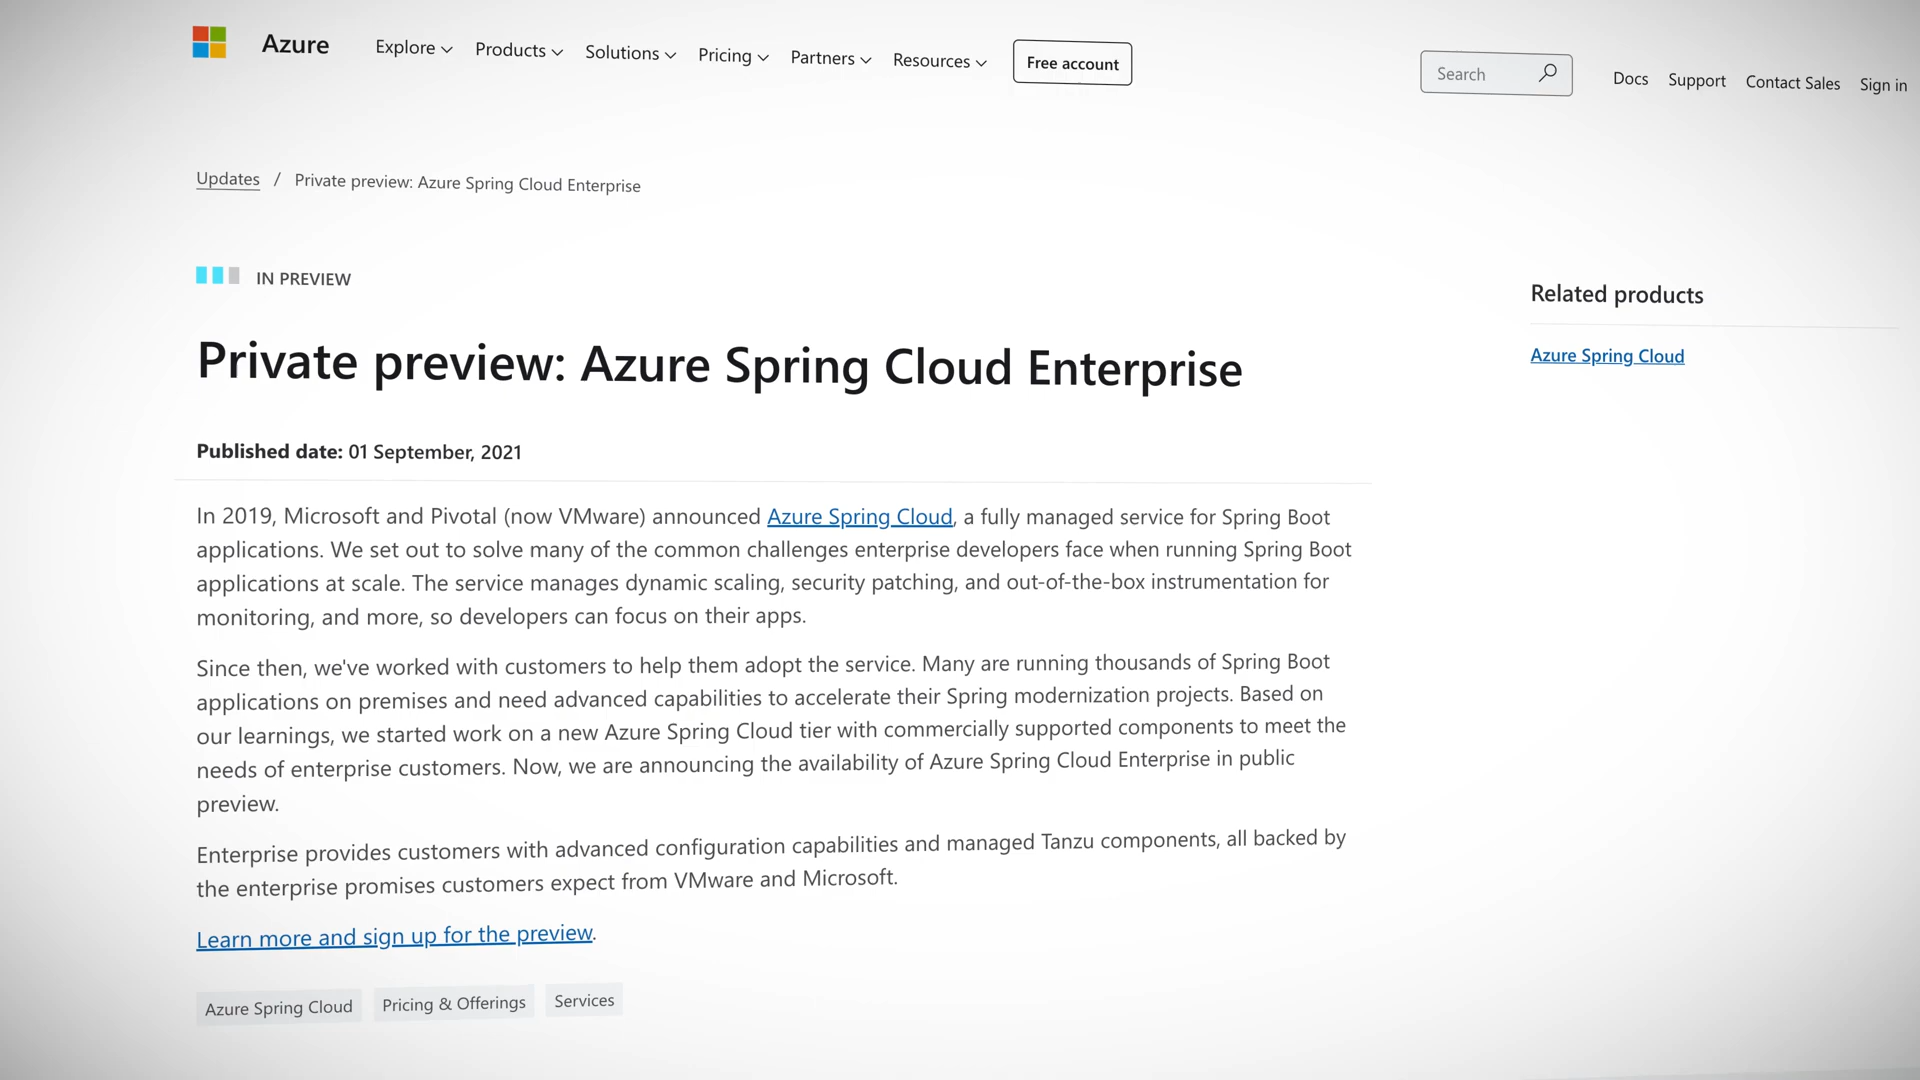 Azure Explore Products Solutions Pricing Partners Resources Free account Search Docs Support Contact Sales Sign in
Updates / Private preview: Azure Spring Cloud Enterprise
IN PREVIEW
Private preview: Azure Spring Cloud Enterprise
Published date: 01 September, 2021
In 2019, Microsoft and Pivotal (now VMware) announced Azure Spring Cloud, a fully managed service for Spring Boot
applications. We set out to solve many of the common challenges enterprise developers face when running Spring Boot
applications at scale. The service manages dynamic scaling, security patching, and out-of-the-box instrumentation for
monitoring, and more, so developers can focus on their apps.
Since then, we've worked with customers to help them adopt the service. Many are running thousands of Spring Boot
applications on premises and need advanced capabilities to accelerate their Spring modernization projects. Based on
our learnings, we started work on a new Azure Spring Cloud tier with commercially supported components to meet the
needs of enterprise customers. Now, we are announcing the availability of Azure Spring Cloud Enterprise in public
preview.
Enterprise provides customers with advanced configuration capabilities and managed Tanzu components, all backed by
the enterprise promises customers expect from VMware and Microsoft.
Learn more and sign up for the preview.
Azure Spring Cloud Pricing & Offerings Services
Related products
Azure Spring Cloud